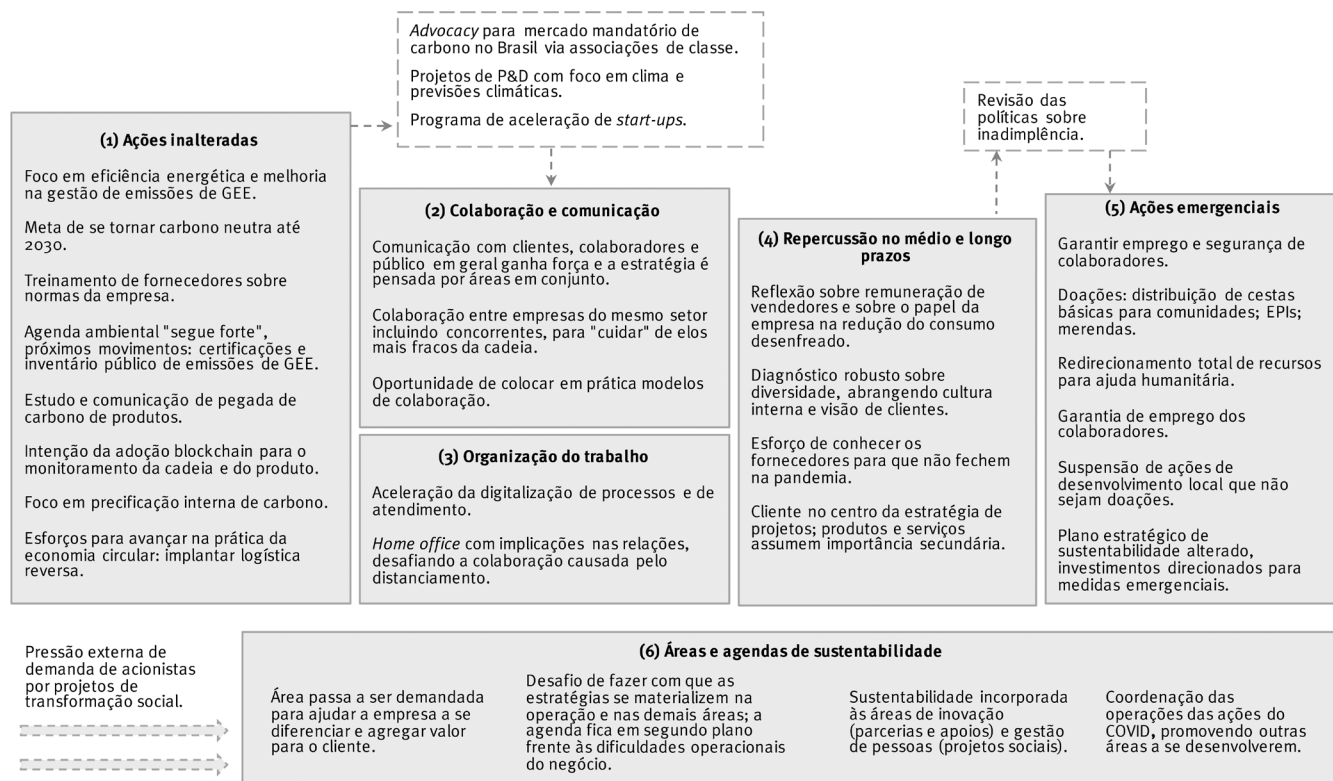 Advocacy para mercado mandatório de
carbono no Brasil via associações de classe.
Projetos de P&D com foco em clima e
previsões climáticas.
Programa de aceleração de start-ups.
Revisão das
políticas sobre
inadimplência.
(1) Ações inalteradas
Foco em eficiência energética e melhoria
na gestão de emissões de GEE.
Meta de se tornar carbono neutra até
2030.
Treinamento de fornecedores sobre
normas da empresa.
Agenda ambiental "segue forte",
próximos movimentos: certificações e
inventário público de emissões de GEE.
Estudo e comunicação de pegada de
carbono de produtos.
Intenção da adoção blockchain para o
monitoramento da cadeia e do produto.
Foco em precificação interna de carbono.
Esforços para avançar na prática da
economia circular: implantar logística
reversa.
(2) Colaboração e comunicação
Comunicação com clientes, colaboradores e
público em geral ganha força e a estratégia é
pensada por áreas em conjunto.
Colaboração entre empresas do mesmo setor
incluindo concorrentes, para "cuidar" de elos
mais fracos da cadeia.
Oportunidade de colocar em prática modelos
de colaboração.
(3) Organização do trabalho
Aceleração da digitalização de processos e de
atendimento.
Home office com implicações nas relações,
desafiando a colaboração causada pelo
distanciamento.
(4) Repercussão no médio e longo
prazos
Reflexão sobre remuneração de
vendedores e sobre o papel da
empresa na redução do consumo
desenfreado.
Diagnóstico robusto sobre
diversidade, abrangendo cultura
interna e visão de clientes.
Esforço de conhecer os
fornecedores para que não fechem
na pandemia.
Cliente no centro da estratégia de
projetos; produtos e serviços
assumem importância secundária.
(5) Ações emergenciais
Garantir emprego e segurança de
colaboradores.
Doações: distribuição de cestas
básicas para comunidades; EPIs;
merendas.
Redirecionamento total de recursos
para ajuda humanitária.
Garantia de emprego dos
colaboradores.
Suspensão de ações de
desenvolvimento local que não
sejam doações.
Plano estratégico de
sustentabilidade alterado,
investimentos direcionados para
medidas emergenciais.
Pressão externa de
demanda de acionistas
por projetos de
transformação social.
(6) Áreas e agendas de sustentabilidade
Área passa a ser demandada
para ajudar a empresa a se
diferenciar e agregar valor
para o cliente.
Desafio de fazer com que as
estratégias se materializem na
operação e nas demais áreas; a
agenda fica em segundo plano
frente às dificuldades operacionais
do negócio.
Sustentabilidade incorporada
às áreas de inovação
(parcerias e apoios) e gestão
de pessoas (projetos sociais).
Coordenação das
operações das ações do
COVID, promovendo outras
áreas a se desenvolverem.